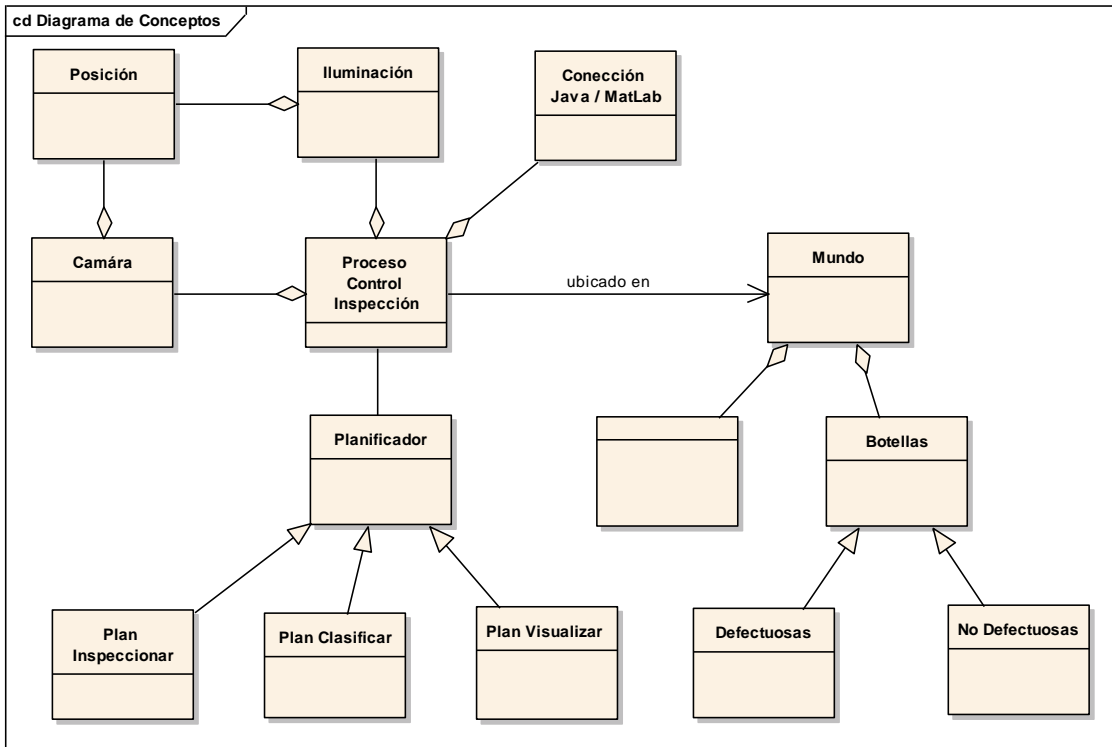 cd Diagrama de Conceptos
Posición
Iluminación
Conección
Java / MatLab
Camára
Proceso
Control
Inspección
ubicado en
Mundo
Planificador
Botellas
Plan
Inspeccionar
Plan Clasificar
Plan Visualizar
Defectuosas
No Defectuosas